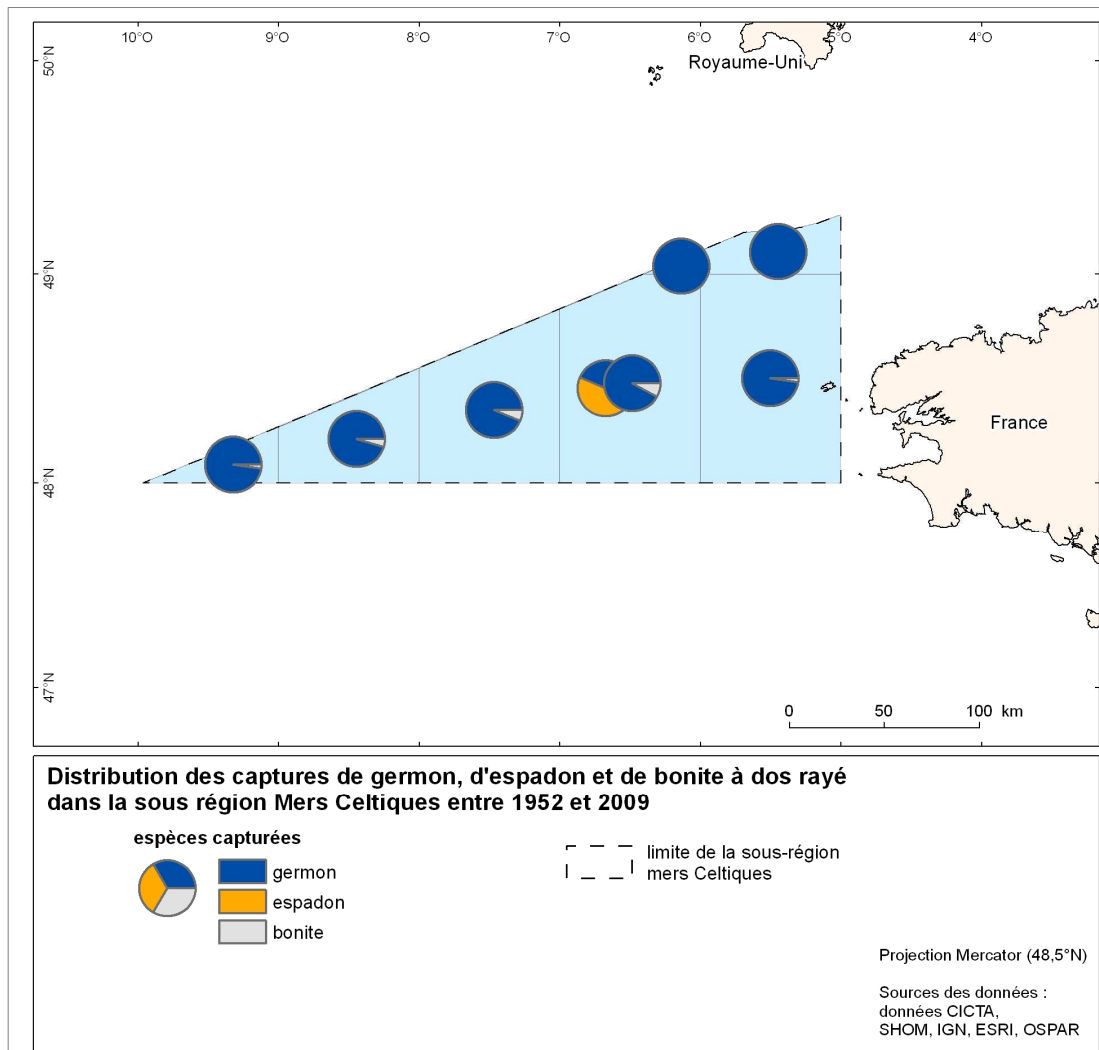 10°O 9°O 8°O 7°O 6°O 5°O 4°O
50°N
Royaume-Uni
49°N
France
48°N
47°N
0 50 100 km
Distribution des captures de germon, d'espadon et de bonite à dos rayé
dans la sous région Mers Celtiques entre 1952 et 2009
espèces capturées
germon
espadon
bonite
limite de la sous-région
mers Celtiques
Projection Mercator (48,5°N)
Sources des données :
données CICTA,
SHOM, IGN, ESRI, OSPAR